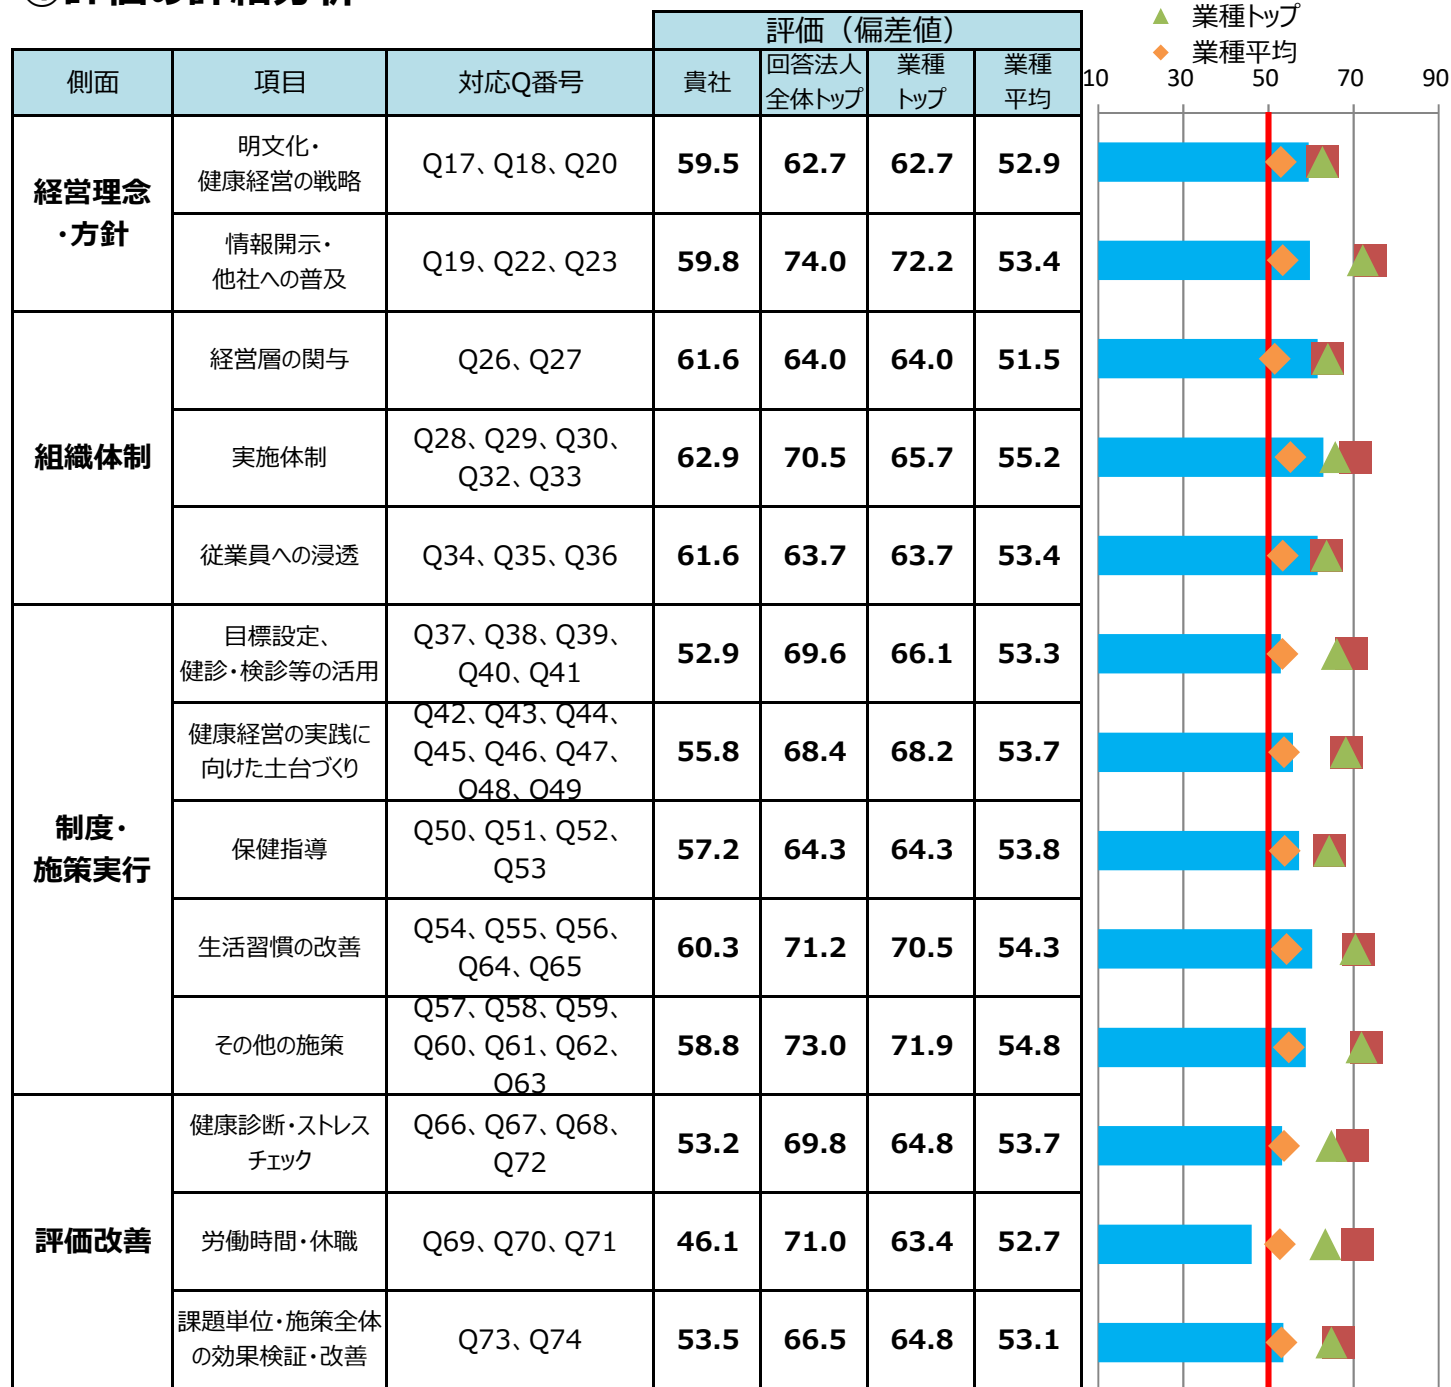 業種トップ
業種平均
評価（偏差値）
側面 項目 対応Q番号 貴社 回答法人 全体トップ 業種 トップ 業種 平均
10 30 50 70 90
経営理念
・方針
明文化・
健康経営の戦略
Q17、Q18、Q20
59.5 62.7 62.7 52.9
情報開示・
他社への普及
Q19、Q22、Q23
59.8 74.0 72.2 53.4
組織体制
経営層の関与
Q26、Q27
61.6 64.0 64.0 51.5
実施体制
Q28、Q29、Q30、
Q32、Q33
62.9 70.5 65.7 55.2
従業員への浸透
Q34、Q35、Q36
61.6 63.7 63.7 53.4
制度・
施策実行
目標設定、
健診・検診等の活用
Q37、Q38、Q39、
Q40、Q41
52.9 69.6 66.1 53.3
健康経営の実践に
向けた土台づくり
Q42、Q43、Q44、
Q45、Q46、Q47、
Q48、Q49
55.8 68.4 68.2 53.7
保健指導
Q50、Q51、Q52、
Q53
57.2 64.3 64.3 53.8
生活習慣の改善
Q54、Q55、Q56、
Q64、Q65
60.3 71.2 70.5 54.3
その他の施策
Q57、Q58、Q59、
Q60、Q61、Q62、
Q63
58.8 73.0 71.9 54.8
評価改善
健康診断・ストレス
チェック
Q66、Q67、Q68、
Q72
53.2 69.8 64.8 53.7
労働時間・休職
Q69、Q70、Q71
46.1 71.0 63.4 52.7
課題単位・施策全体
の効果検証・改善
Q73、Q74
53.5 66.5 64.8 53.1